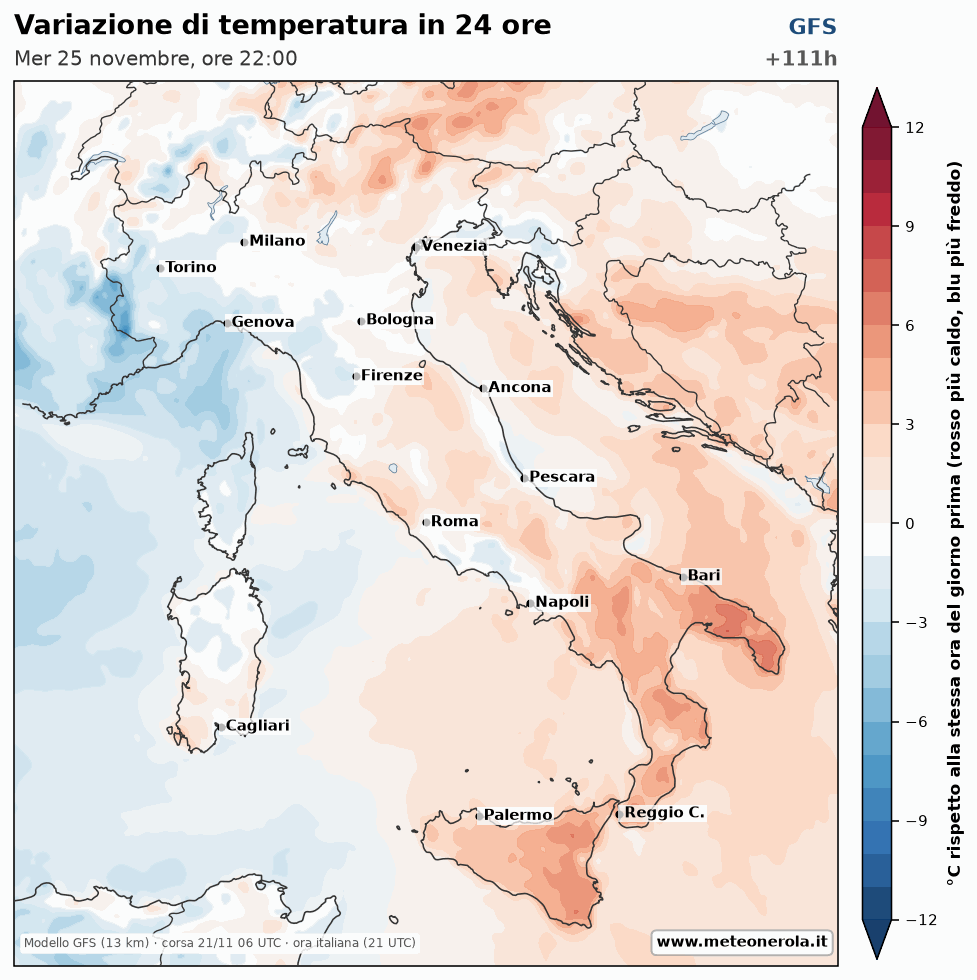 Variazione di temperatura in 24 ore
GFS
Mer 25 novembre, ore 22:00
+111h
Milano
Venezia
Torino
Genova
Bologna
Firenze
Ancona
Pescara
Roma
Bari
Napoli
Cagliari
Palermo
Reggio C.
12
9
6
3
0
−3
−6
−9
−12
°C rispetto alla stessa ora del giorno prima (rosso più caldo, blu più freddo)
Modello GFS (13 km) · corsa 21/11 06 UTC · ora italiana (21 UTC)
www.meteonerola.it